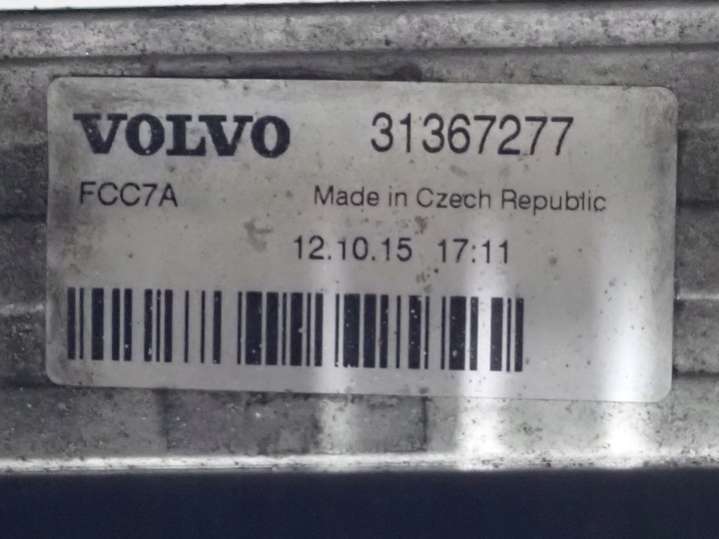 VOLVO 31367277
FCC7A Made in Czech Republic
12.10.15 17:11